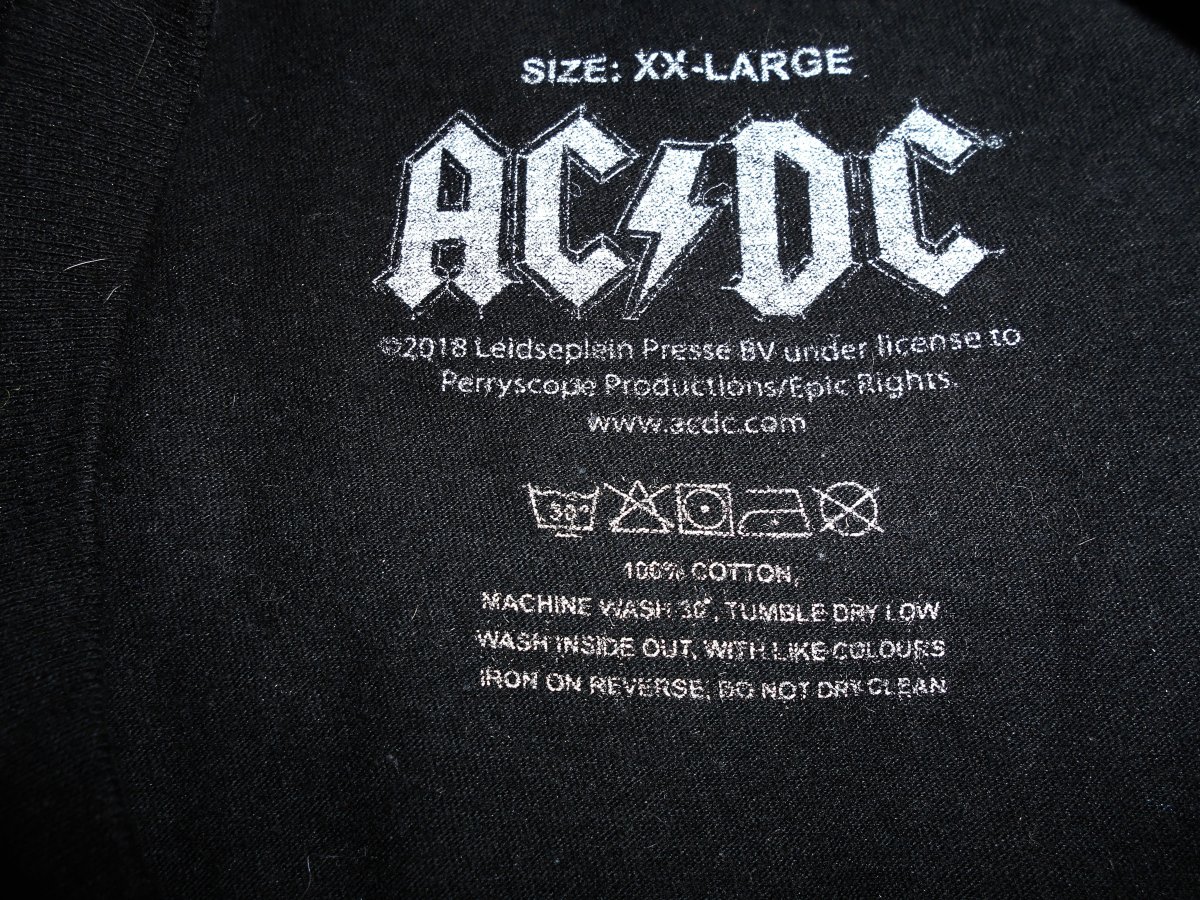 SIZE: XX-LARGE
AC⚡DC
©2018 Leidseplein Presse BV under license to
Perryscope Productions/Epic Rights.
www.acdc.com
30°
100% COTTON,
MACHINE WASH 30°, TUMBLE DRY LOW
WASH INSIDE OUT, WITH LIKE COLOURS
IRON ON REVERSE, DO NOT DRY CLEAN